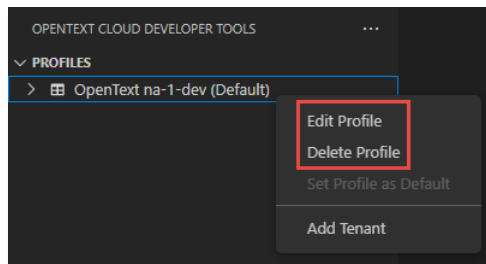 OPENTEXT CLOUD DEVELOPER TOOLS ...
PROFILES
OpenText na-1-dev (Default)
Edit Profile
Delete Profile
Set Profile as Default
Add Tenant